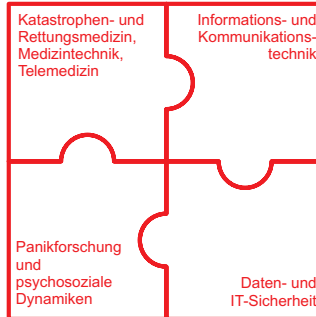 Katastrophen- und
Rettungsmedizin,
Medizintechnik,
Telemedizin
Informations- und
Kommunikations-
technik
Panikforschung
und
psychosoziale
Dynamiken
Daten- und
IT-Sicherheit